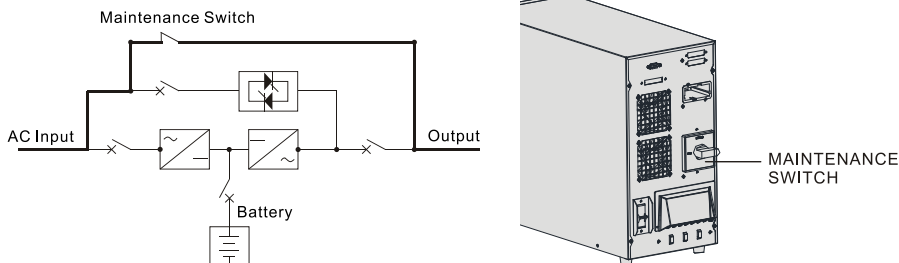 Maintenance Switch
AC Input
Output
Battery
MAINTENANCE
SWITCH